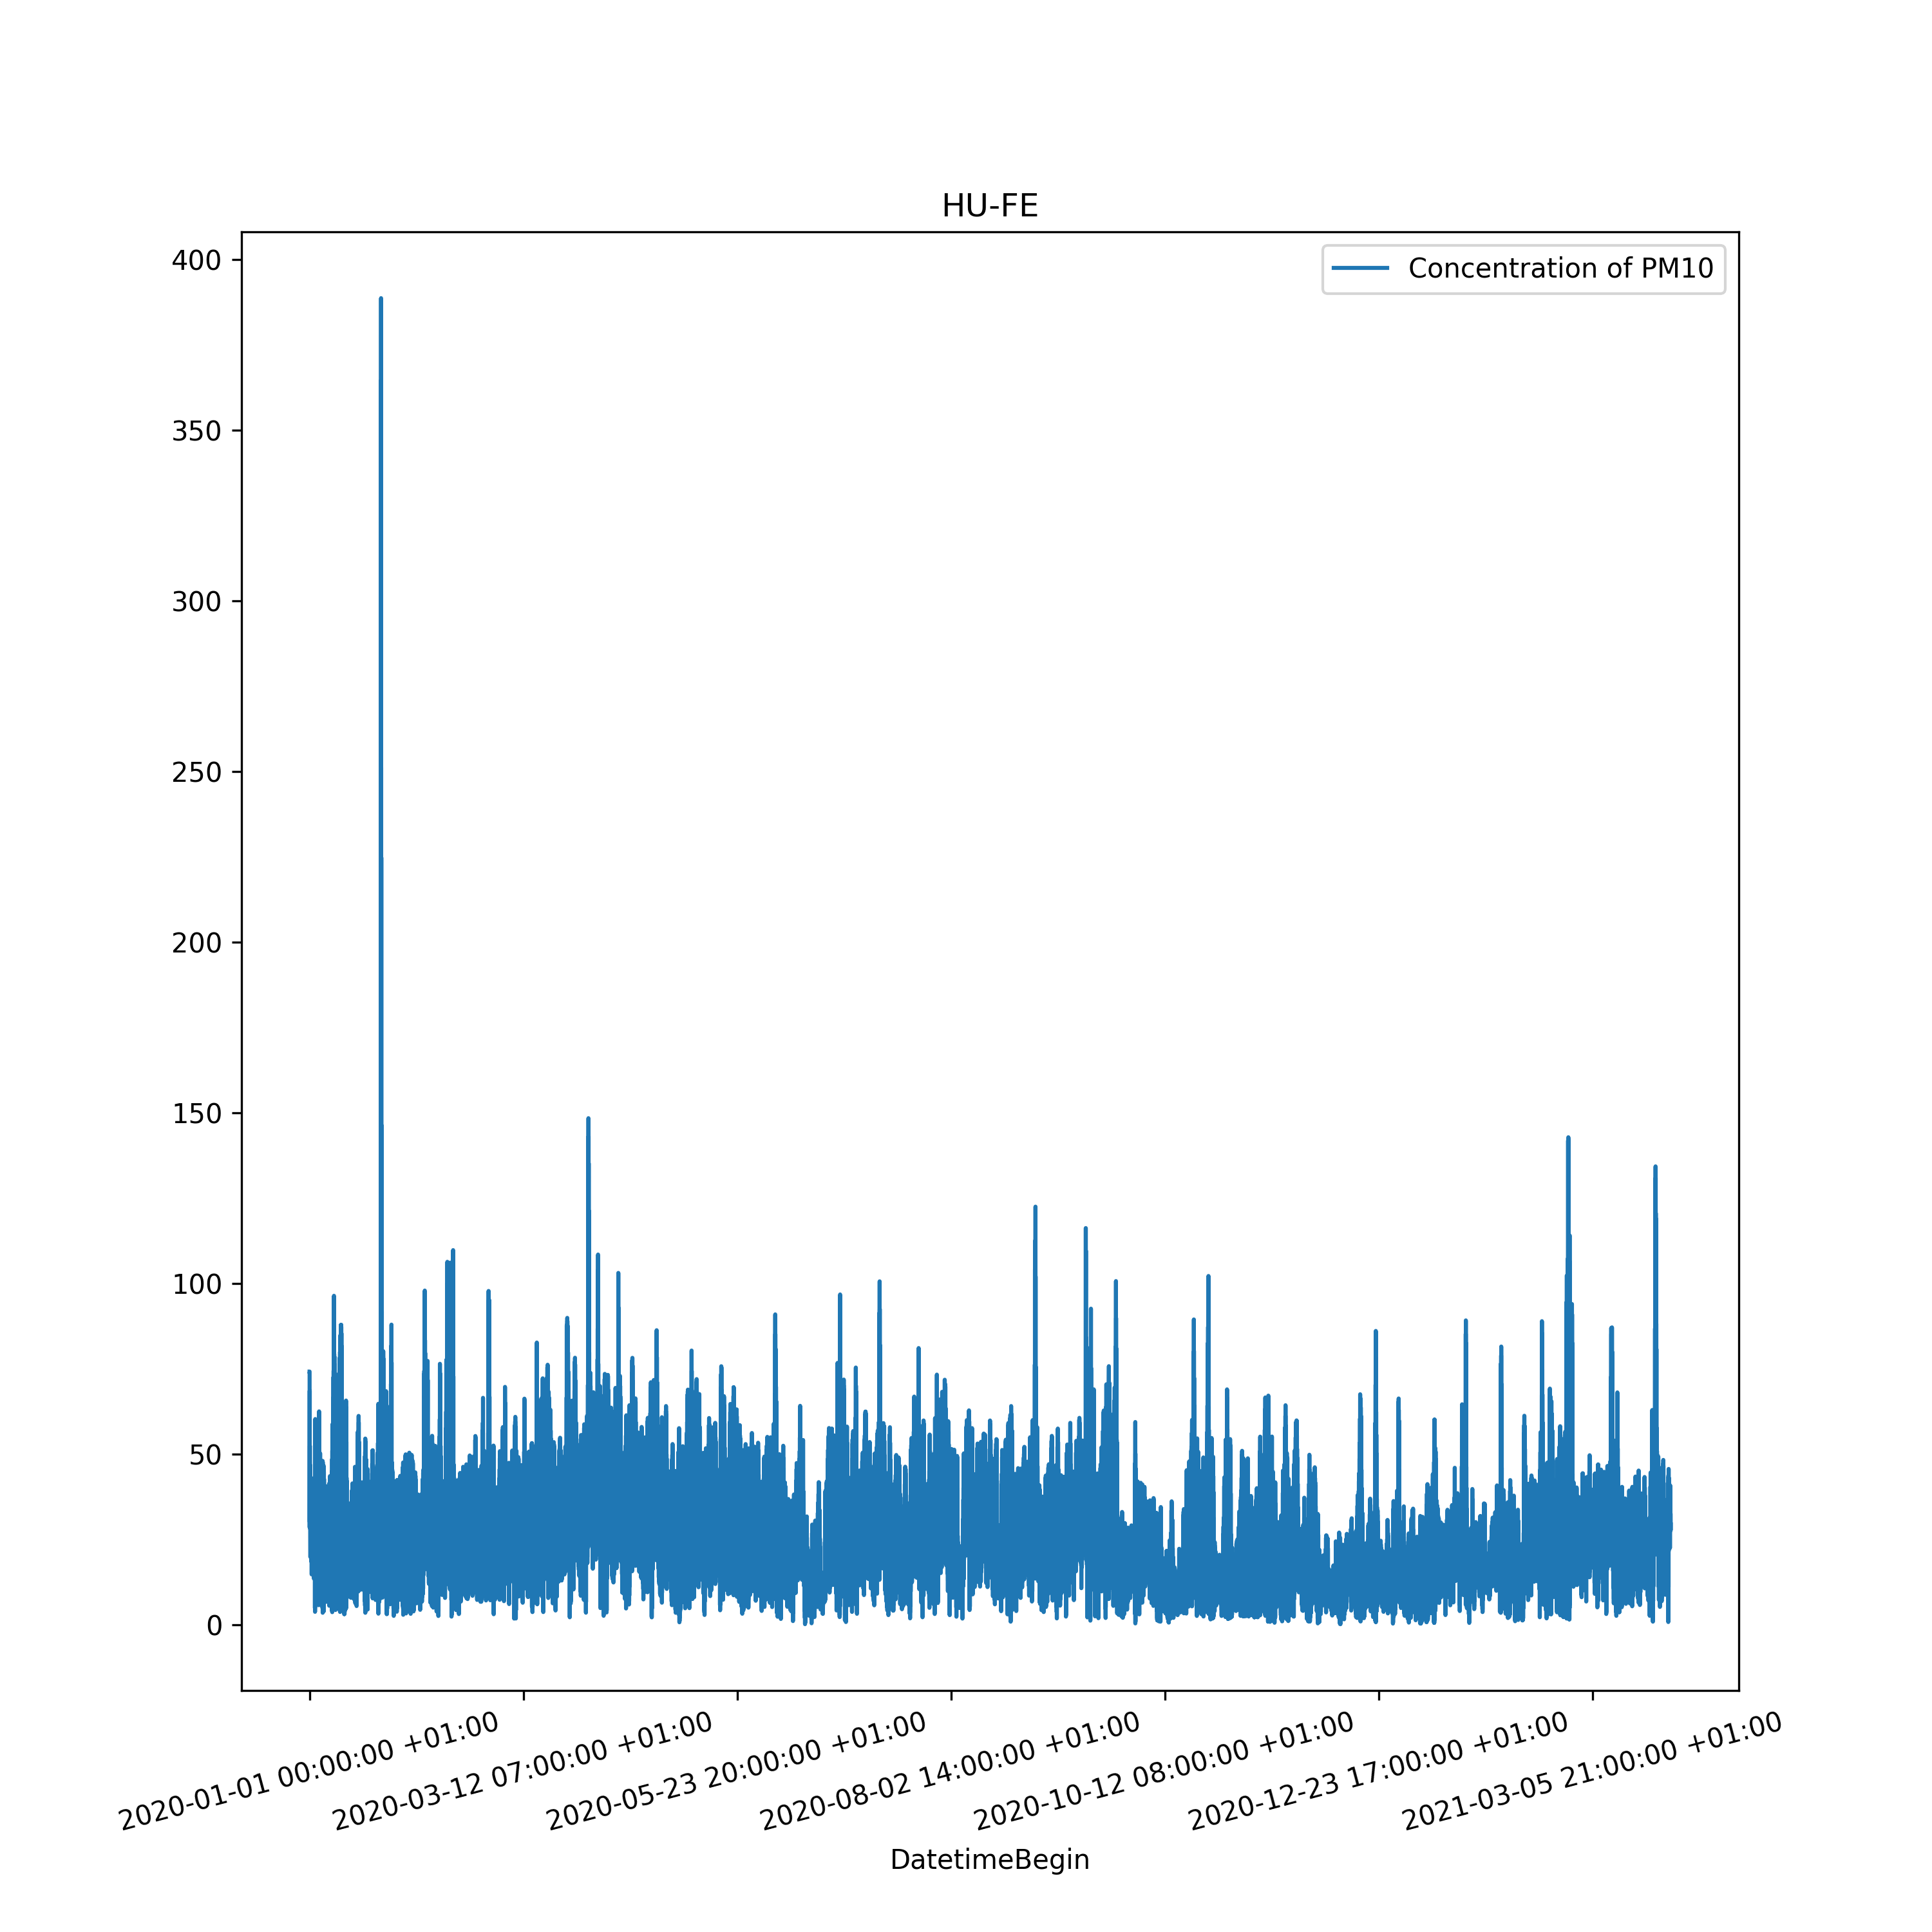 HU-FE
Concentration of PM10
400
350
300
250
200
150
100
50
0
2020-01-01 00:00:00 +01:00
2020-03-12 07:00:00 +01:00
2020-05-23 20:00:00 +01:00
2020-08-02 14:00:00 +01:00
2020-10-12 08:00:00 +01:00
2020-12-23 17:00:00 +01:00
2021-03-05 21:00:00 +01:00
DatetimeBegin